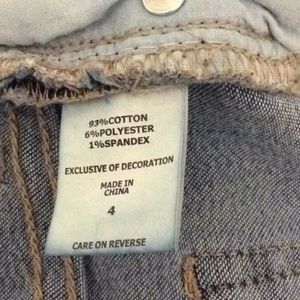 93%COTTON
6%POLYESTER
1%SPANDEX
EXCLUSIVE OF DECORATION
MADE IN
CHINA
4
CARE ON REVERSE